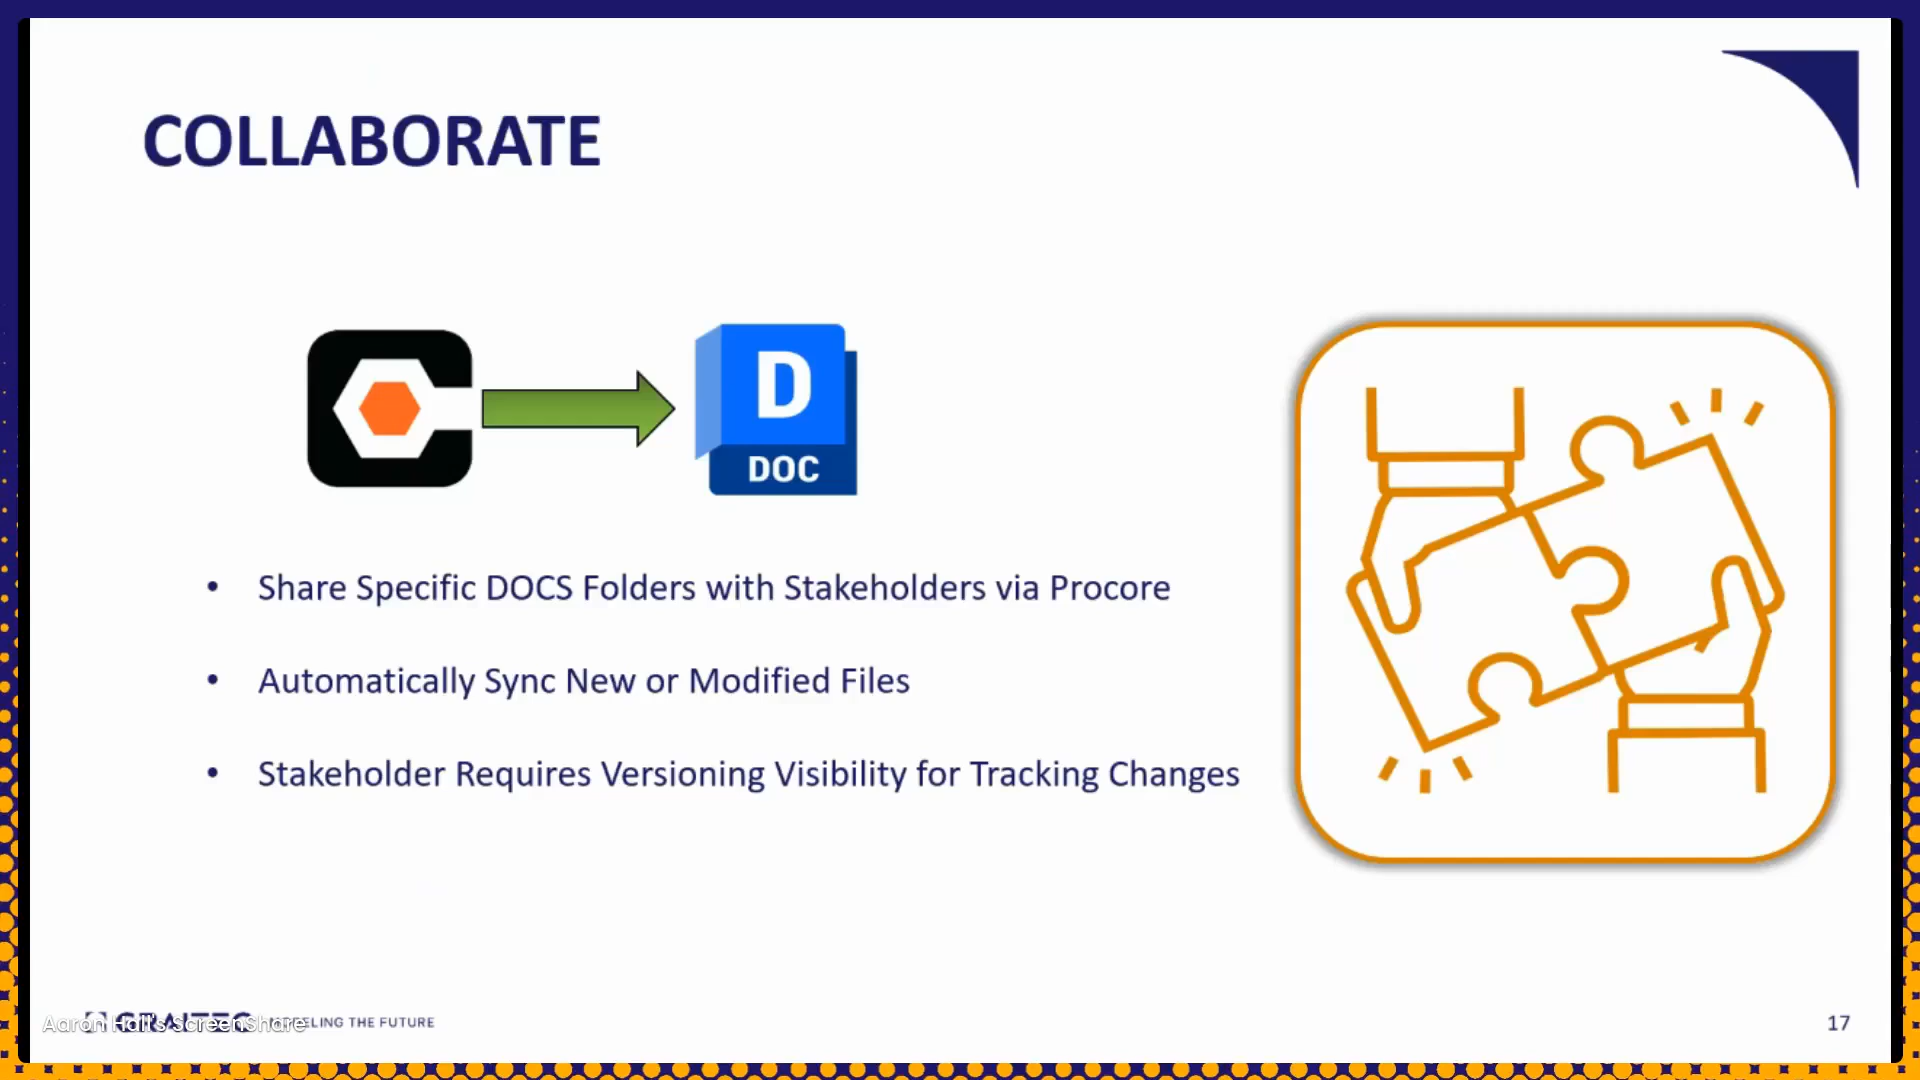 COLLABORATE
D
DOC
• Share Specific DOCS Folders with Stakeholders via Procore
• Automatically Sync New or Modified Files
• Stakeholder Requires Versioning Visibility for Tracking Changes
Aaron Hall's ScreenShare
GRAITEC
THE FUTURE
17